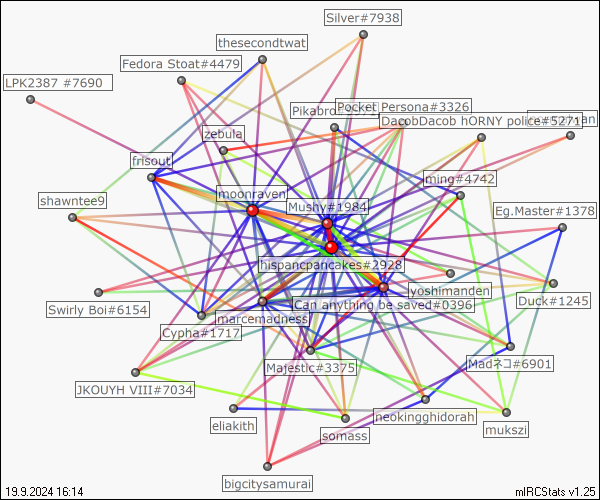 Silver#7938
thesecondtwat
Fedora Stoat#4479
LPK2387 #7690
Pocket Persona#3326
Pikabro
DacobDacob hORNY police#5271
zebula
frisout
ming#4742
moonraven
shawntee9
Mushy#1984
Eg.Master#1378
hispancpancakes#2928
yoshimanden
Swirly Boi#6154
Can anything be saved#0396
Duck#1245
marcemadness
Cypha#1717
Majestic#3375
Madネコ#6901
JKOUYH VIII#7034
eliakith
neokingghidorah
somass
mukszi
bigcitysamurai
19.9.2024 16:14
mIRCStats v1.25